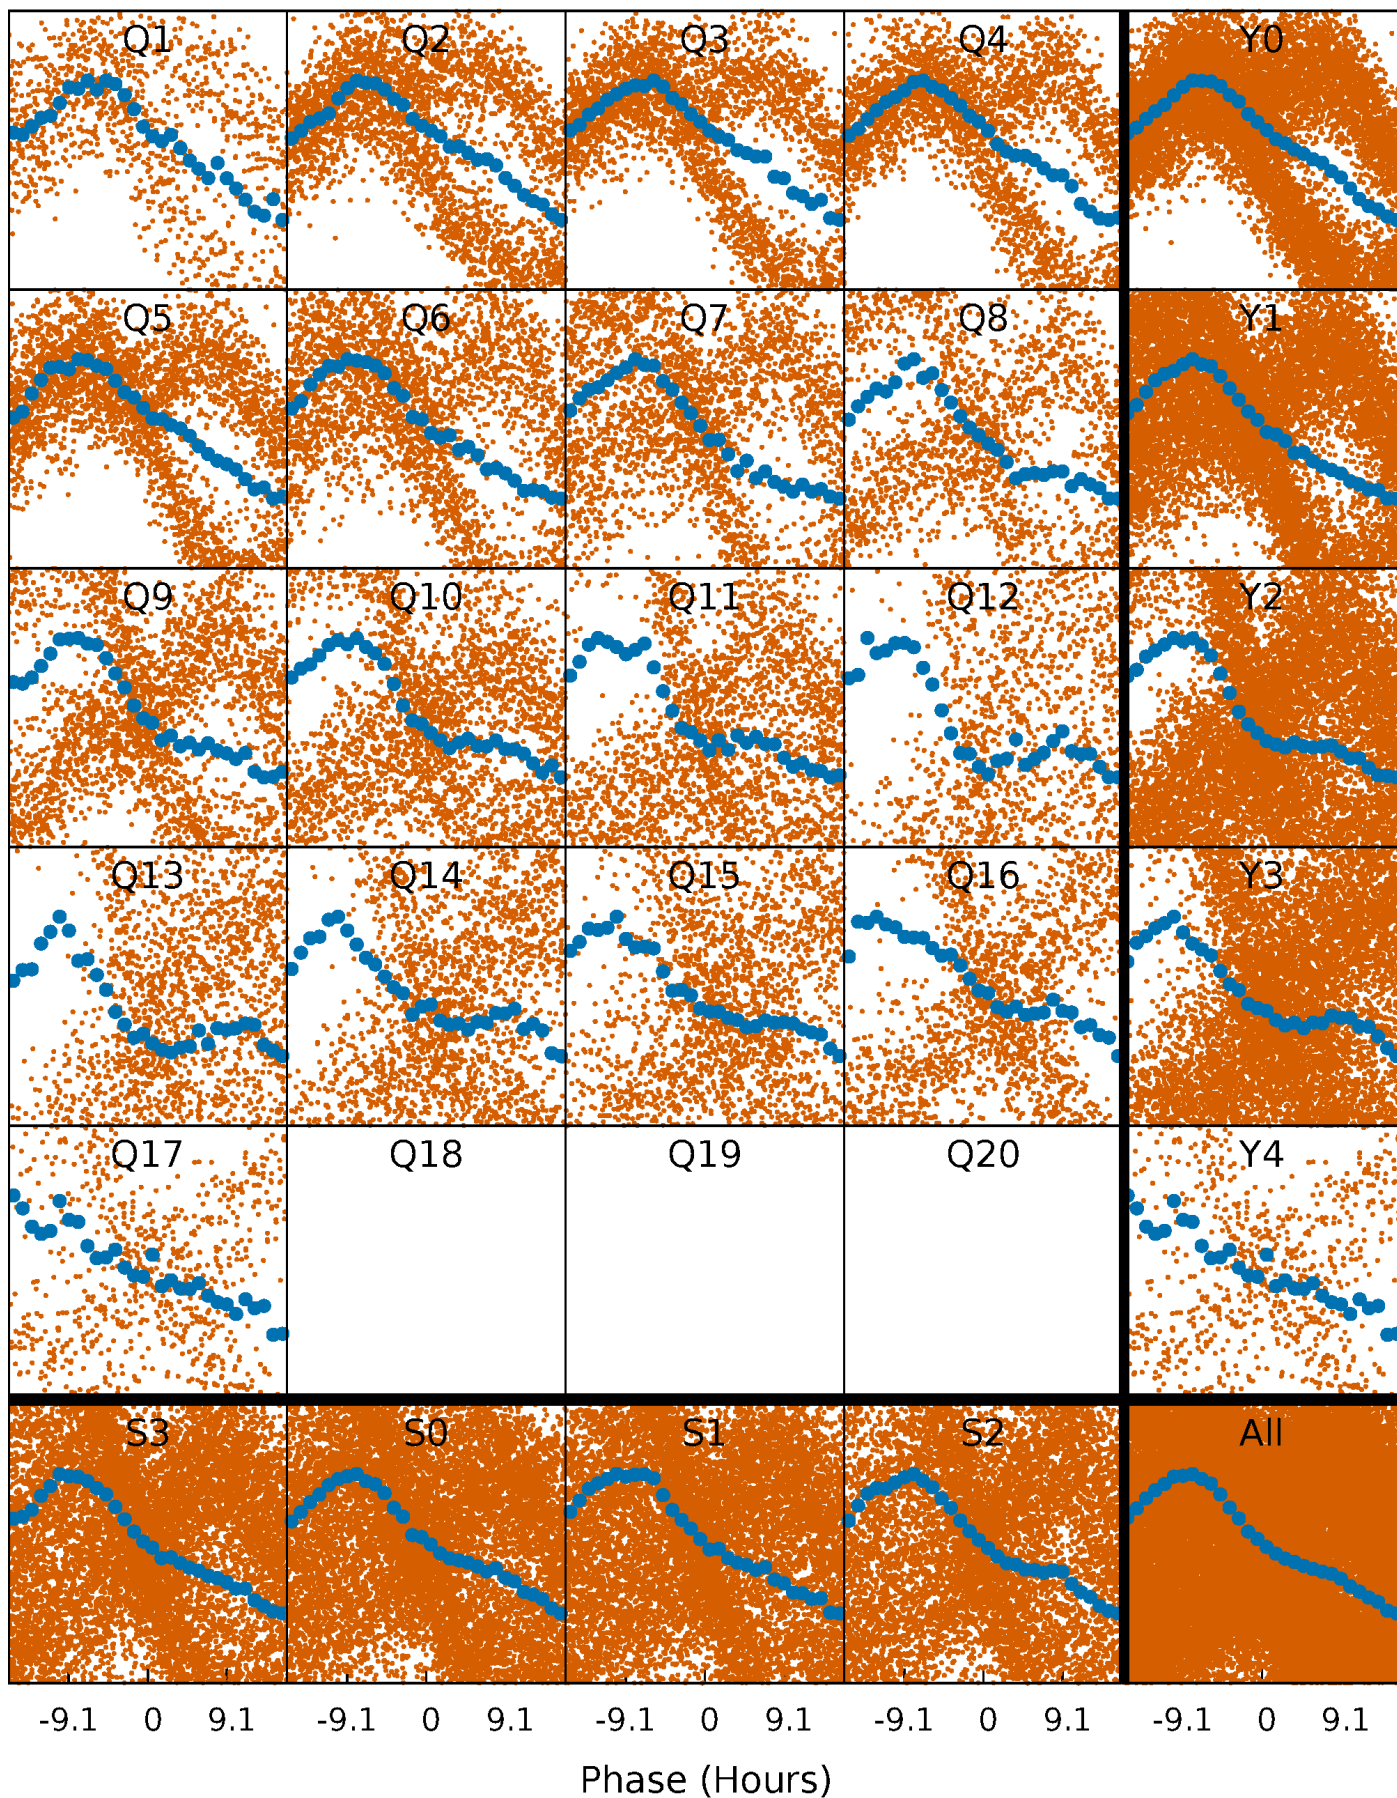 Q1 Q2 Q3 Q4 Y0
Q5 Q6 Q7 Q8 Y1
Q9 Q10 Q11 Q12 Y2
Q13 Q14 Q15 Q16 Y3
Q17 Q18 Q19 Q20 Y4
S3 S0 S1 S2 All
-9.1 0 9.1 -9.1 0 9.1 -9.1 0 9.1 -9.1 0 9.1 -9.1 0 9.1
Phase (Hours)